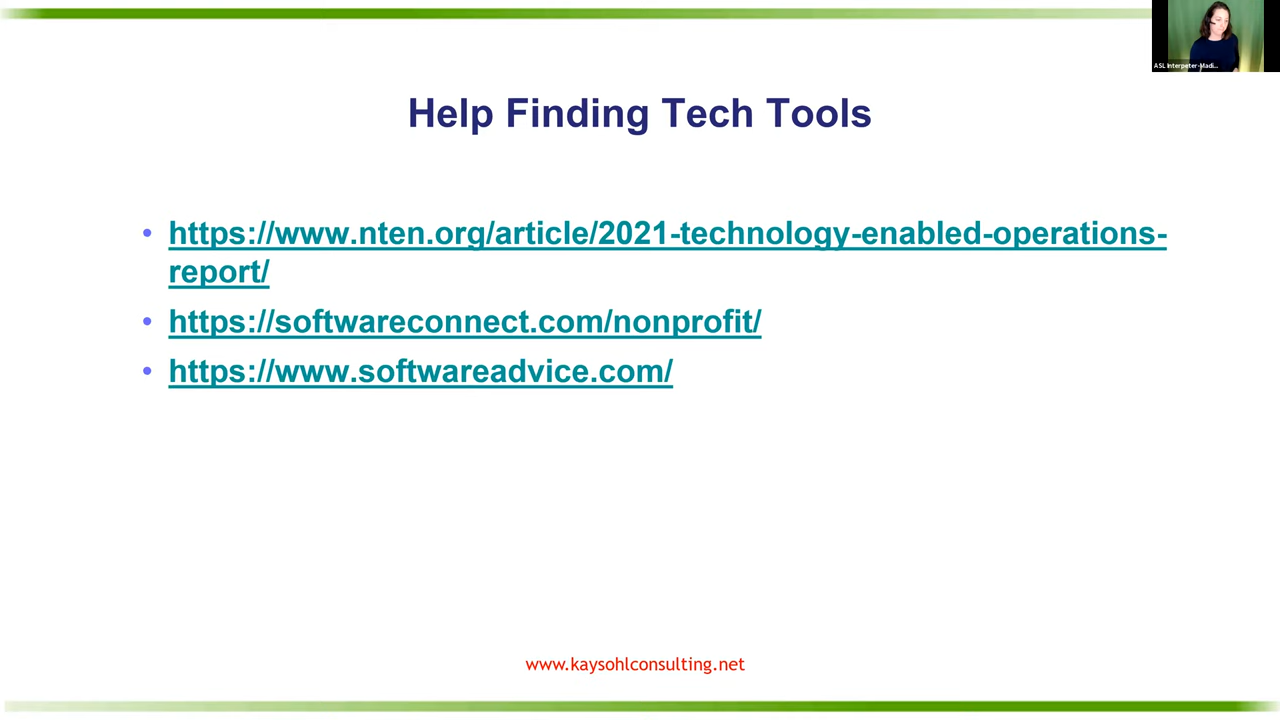 ASL Interpeter-Madi...
Help Finding Tech Tools
• https://www.nten.org/article/2021-technology-enabled-operations-
report/
• https://softwareconnect.com/nonprofit/
• https://www.softwareadvice.com/
www.kaysohlconsulting.net